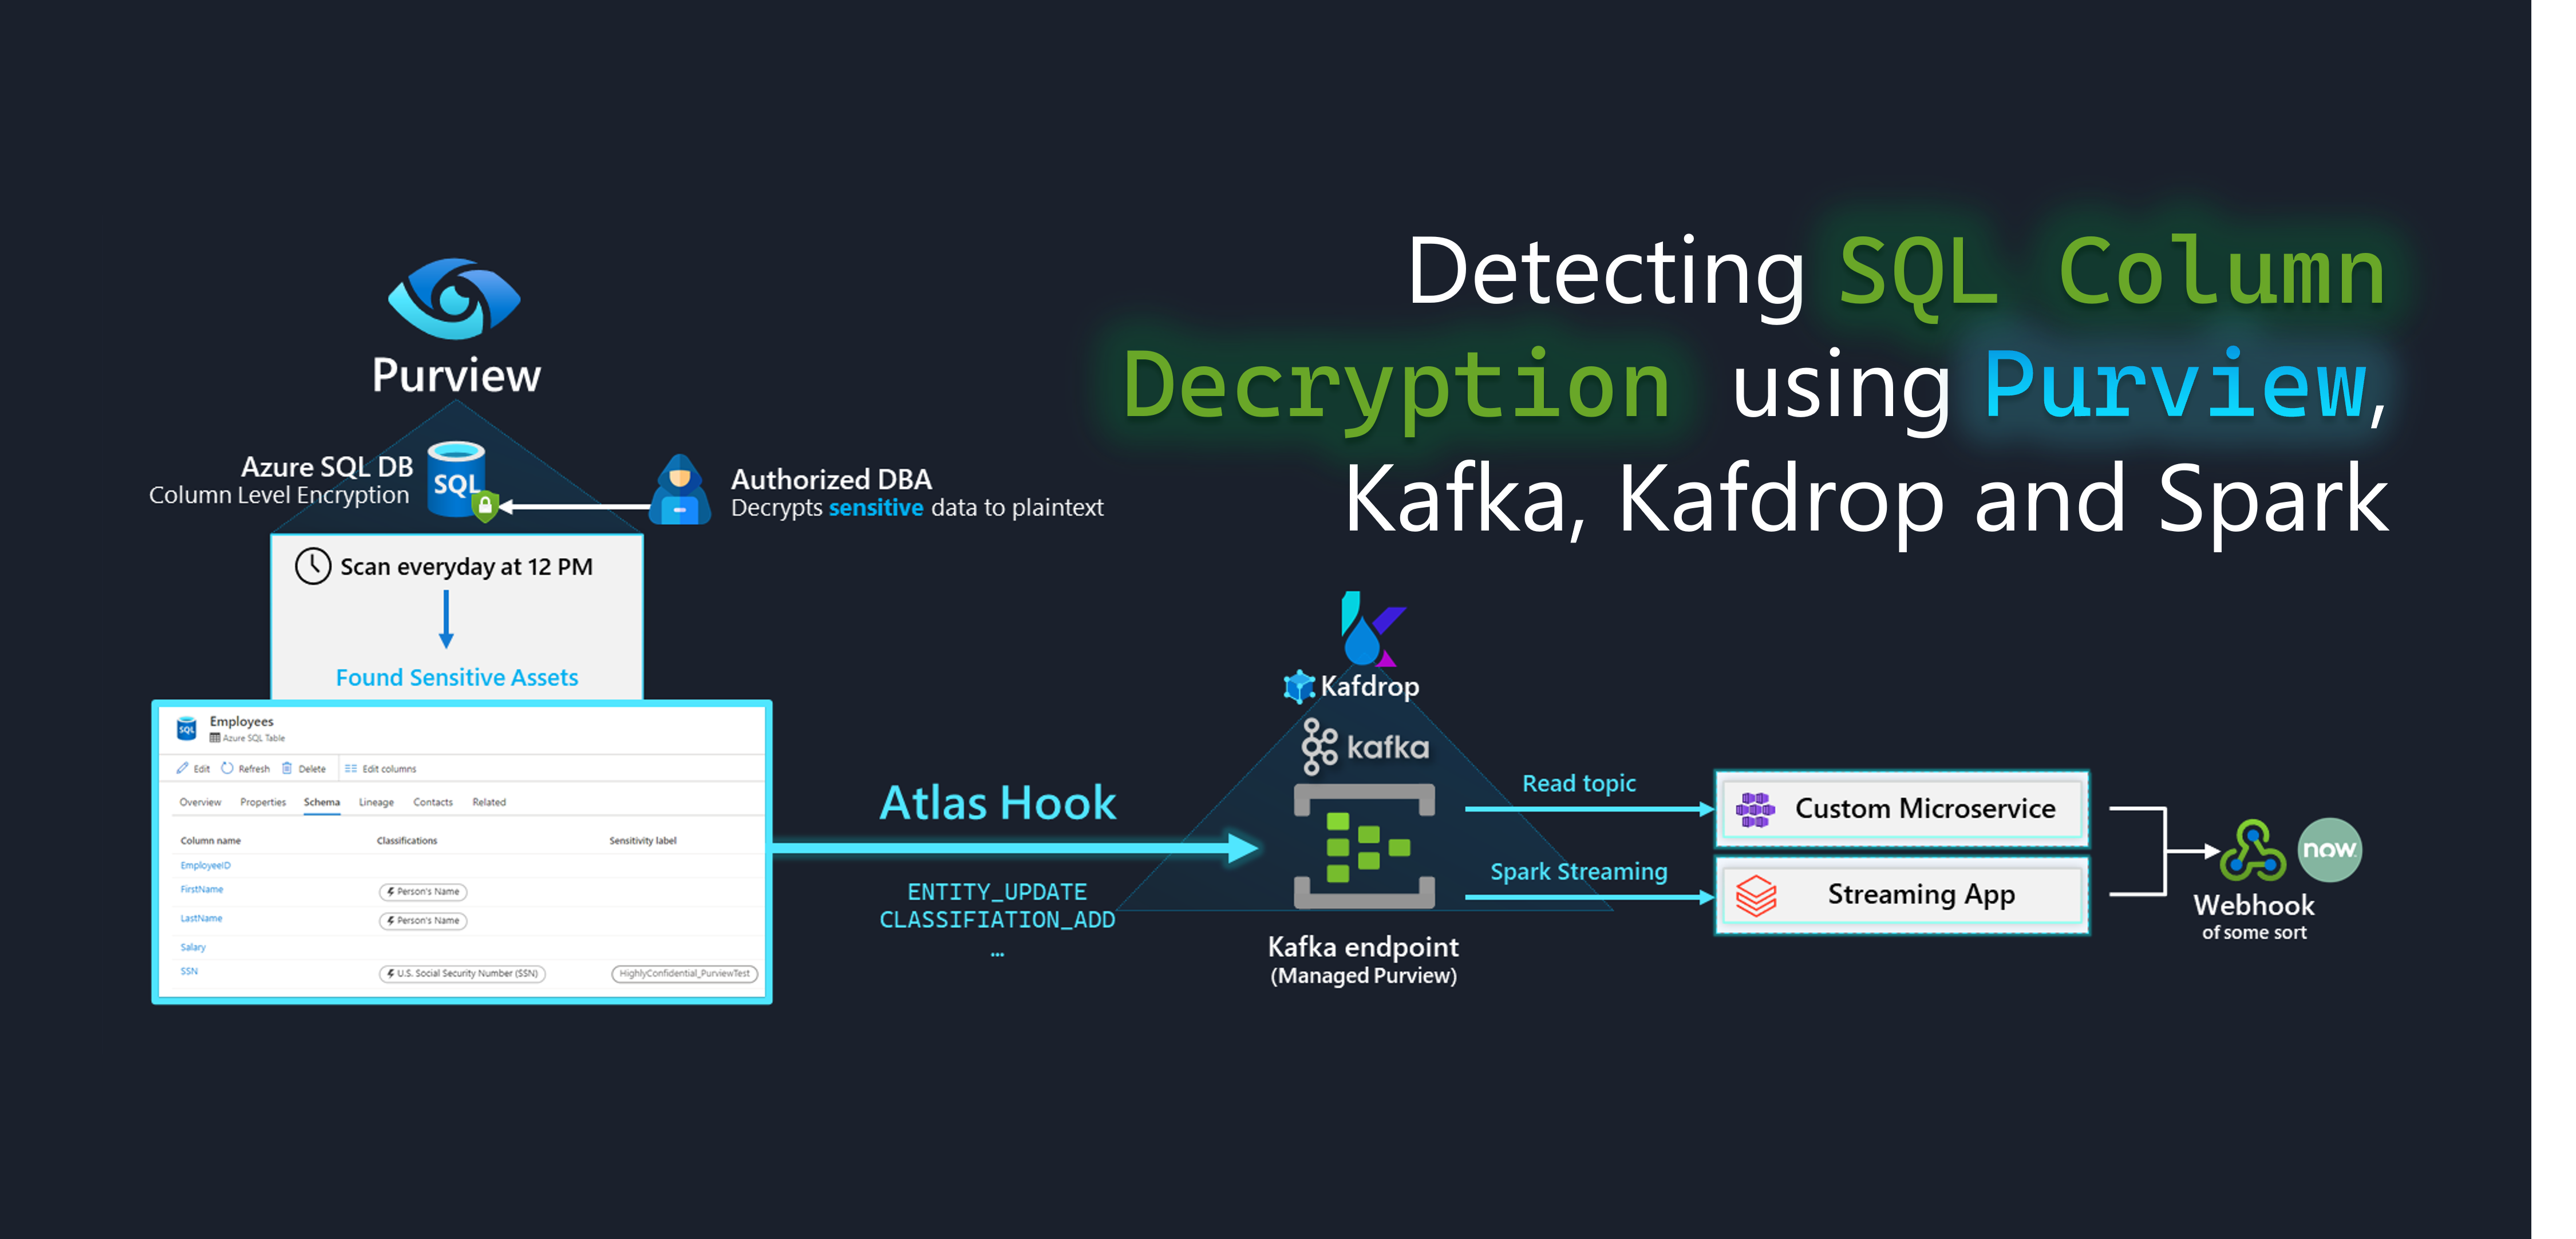 Detecting SQL Column
Decryption using Purview,
Kafka, Kafdrop and Spark
Purview
Azure SQL DB
Column Level Encryption
SQL
Authorized DBA
Decrypts sensitive data to plaintext
Scan everyday at 12 PM
Found Sensitive Assets
SQL
Employees
Azure SQL Table
Edit Refresh Delete Edit columns
Overview Properties Schema Lineage Contacts Related
Column name Classifications Sensitivity label
EmployeeID
FirstName Person's Name
LastName Person's Name
Salary
SSN U.S. Social Security Number (SSN) HighlyConfidential_PurviewTest
Atlas Hook
ENTITY_UPDATE
CLASSIFIATION_ADD
...
Kafdrop
kafka
Kafka endpoint
(Managed Purview)
Read topic
Spark Streaming
Custom Microservice
Streaming App
now.
Webhook
of some sort